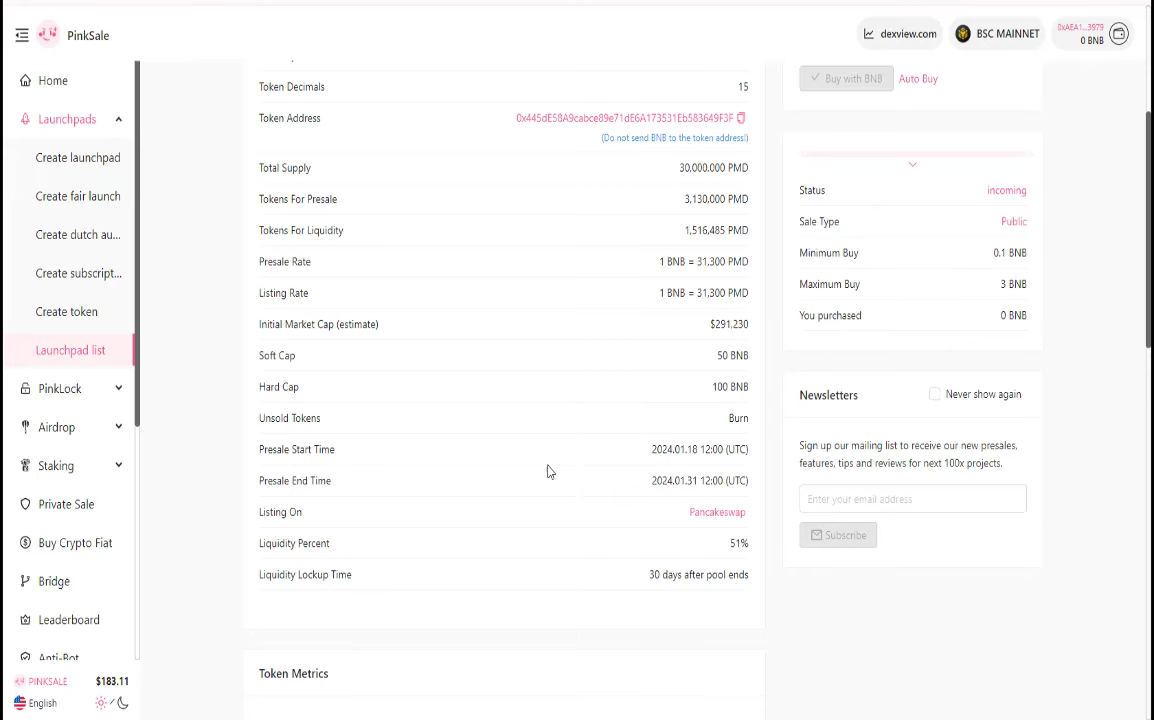 PinkSale
dexview.com
BSC MAINNET
0xAEA1...3979
0 BNB
Home
Launchpads
Create launchpad
Create fair launch
Create dutch au...
Create subscript...
Create token
Launchpad list
PinkLock
Airdrop
Staking
Private Sale
Buy Crypto Fiat
Bridge
Leaderboard
Anti-Bot
PINKSALE $183.11
English
Token Decimals 15
Token Address 0x445dE58A9cabce89e71dE6A173531Eb583649F3F
(Do not send BNB to the token address!)
Total Supply 30,000,000 PMD
Tokens For Presale 3,130,000 PMD
Tokens For Liquidity 1,516,485 PMD
Presale Rate 1 BNB = 31,300 PMD
Listing Rate 1 BNB = 31,300 PMD
Initial Market Cap (estimate) $291,230
Soft Cap 50 BNB
Hard Cap 100 BNB
Unsold Tokens Burn
Presale Start Time 2024.01.18 12:00 (UTC)
Presale End Time 2024.01.31 12:00 (UTC)
Listing On Pancakeswap
Liquidity Percent 51%
Liquidity Lockup Time 30 days after pool ends
Token Metrics
Buy with BNB Auto Buy
Status incoming
Sale Type Public
Minimum Buy 0.1 BNB
Maximum Buy 3 BNB
You purchased 0 BNB
Newsletters Never show again
Sign up our mailing list to receive our new presales,
features, tips and reviews for next 100x projects.
Enter your email address
Subscribe